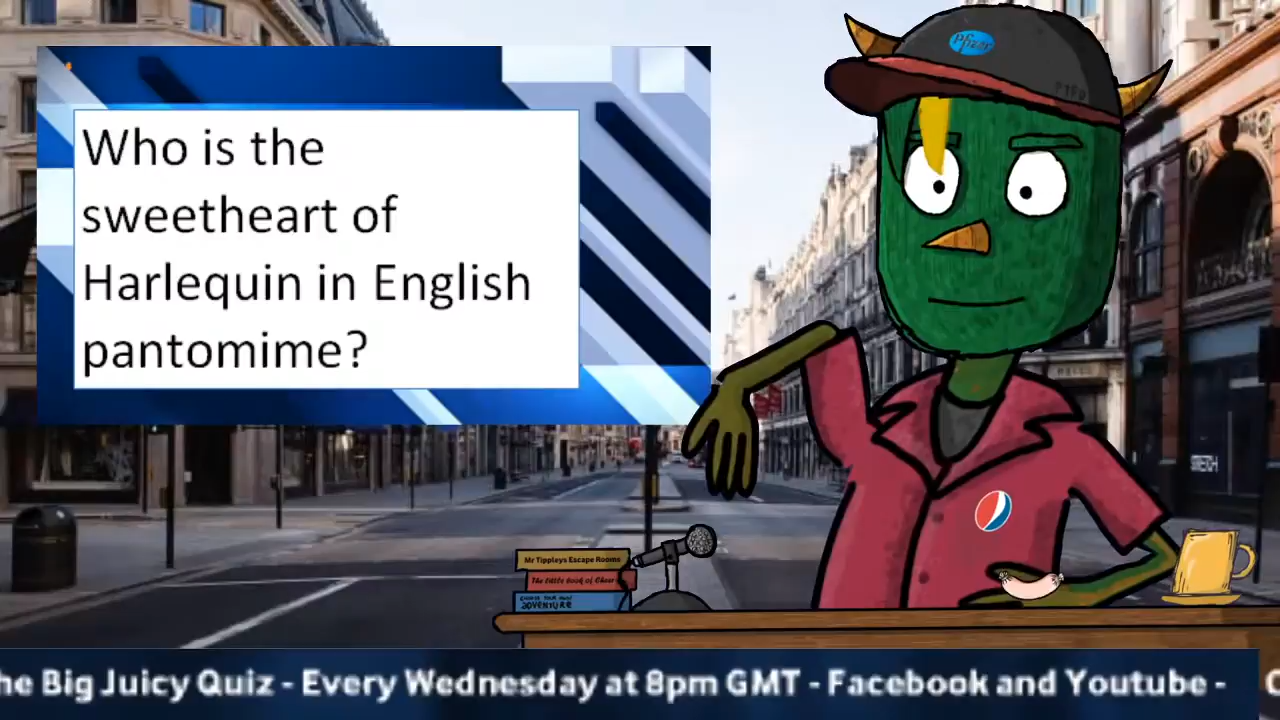 Pfizer
Who is the
sweetheart of
Harlequin in English
pantomime?
STRETCH
Mr Tippleys Escape Rooms
The Little Book of Cheer
CHOOSE YOUR OWN
ADVENTURE
he Big Juicy Quiz - Every Wednesday at 8pm GMT - Facebook and Youtube -